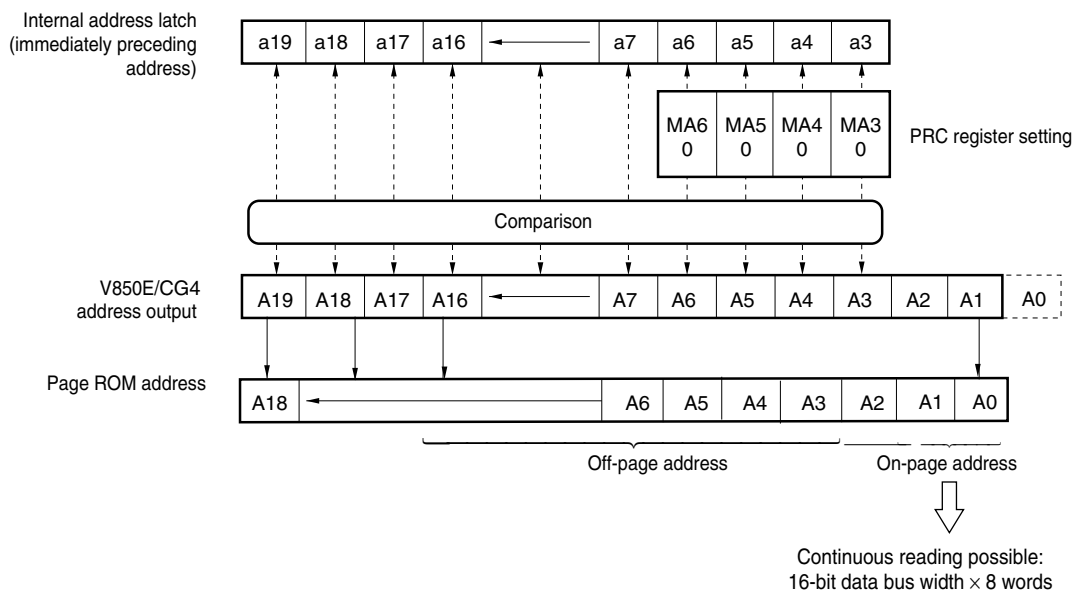 Internal address latch
(immediately preceding
address)
a19 a18 a17 a16 a7 a6 a5 a4 a3
MA6 MA5 MA4 MA3
0 0 0 0
PRC register setting
Comparison
V850E/CG4
address output
A19 A18 A17 A16 A7 A6 A5 A4 A3 A2 A1 A0
Page ROM address
A18 A6 A5 A4 A3 A2 A1 A0
Off-page address
On-page address
Continuous reading possible:
16-bit data bus width × 8 words